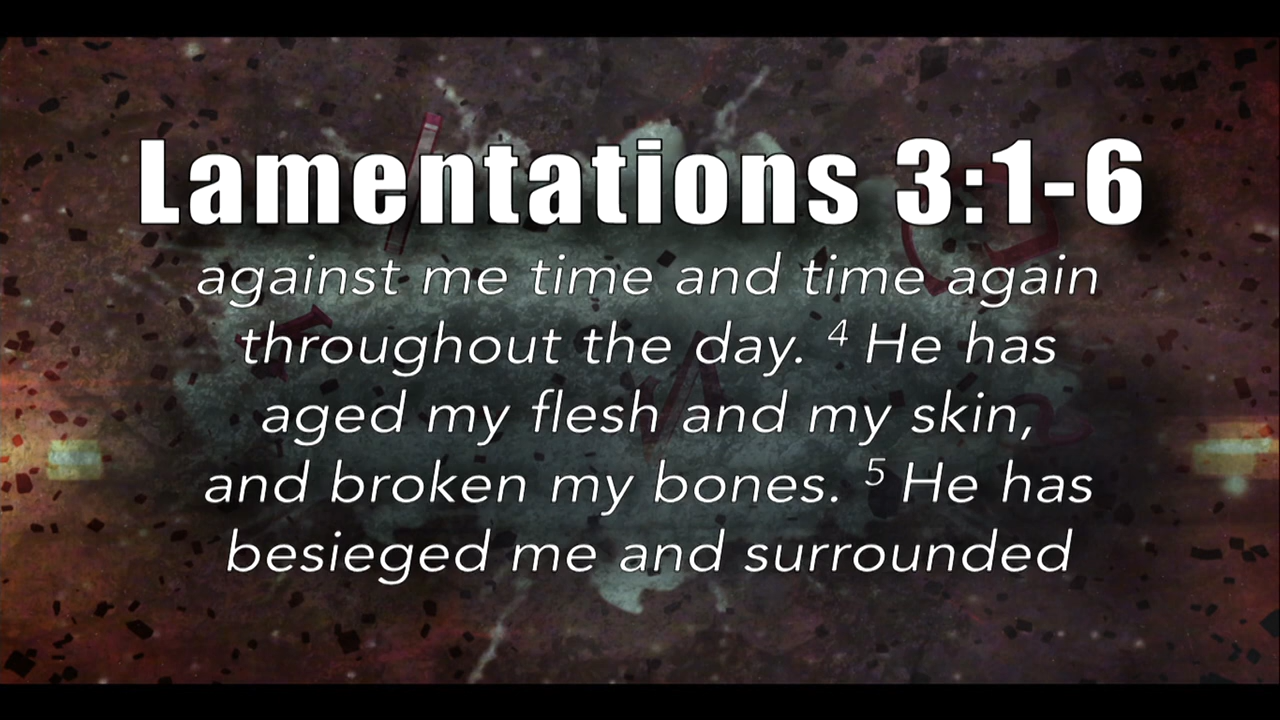 Lamentations 3:1-6
against me time and time again
throughout the day. 4 He has
aged my flesh and my skin,
and broken my bones. 5 He has
besieged me and surrounded